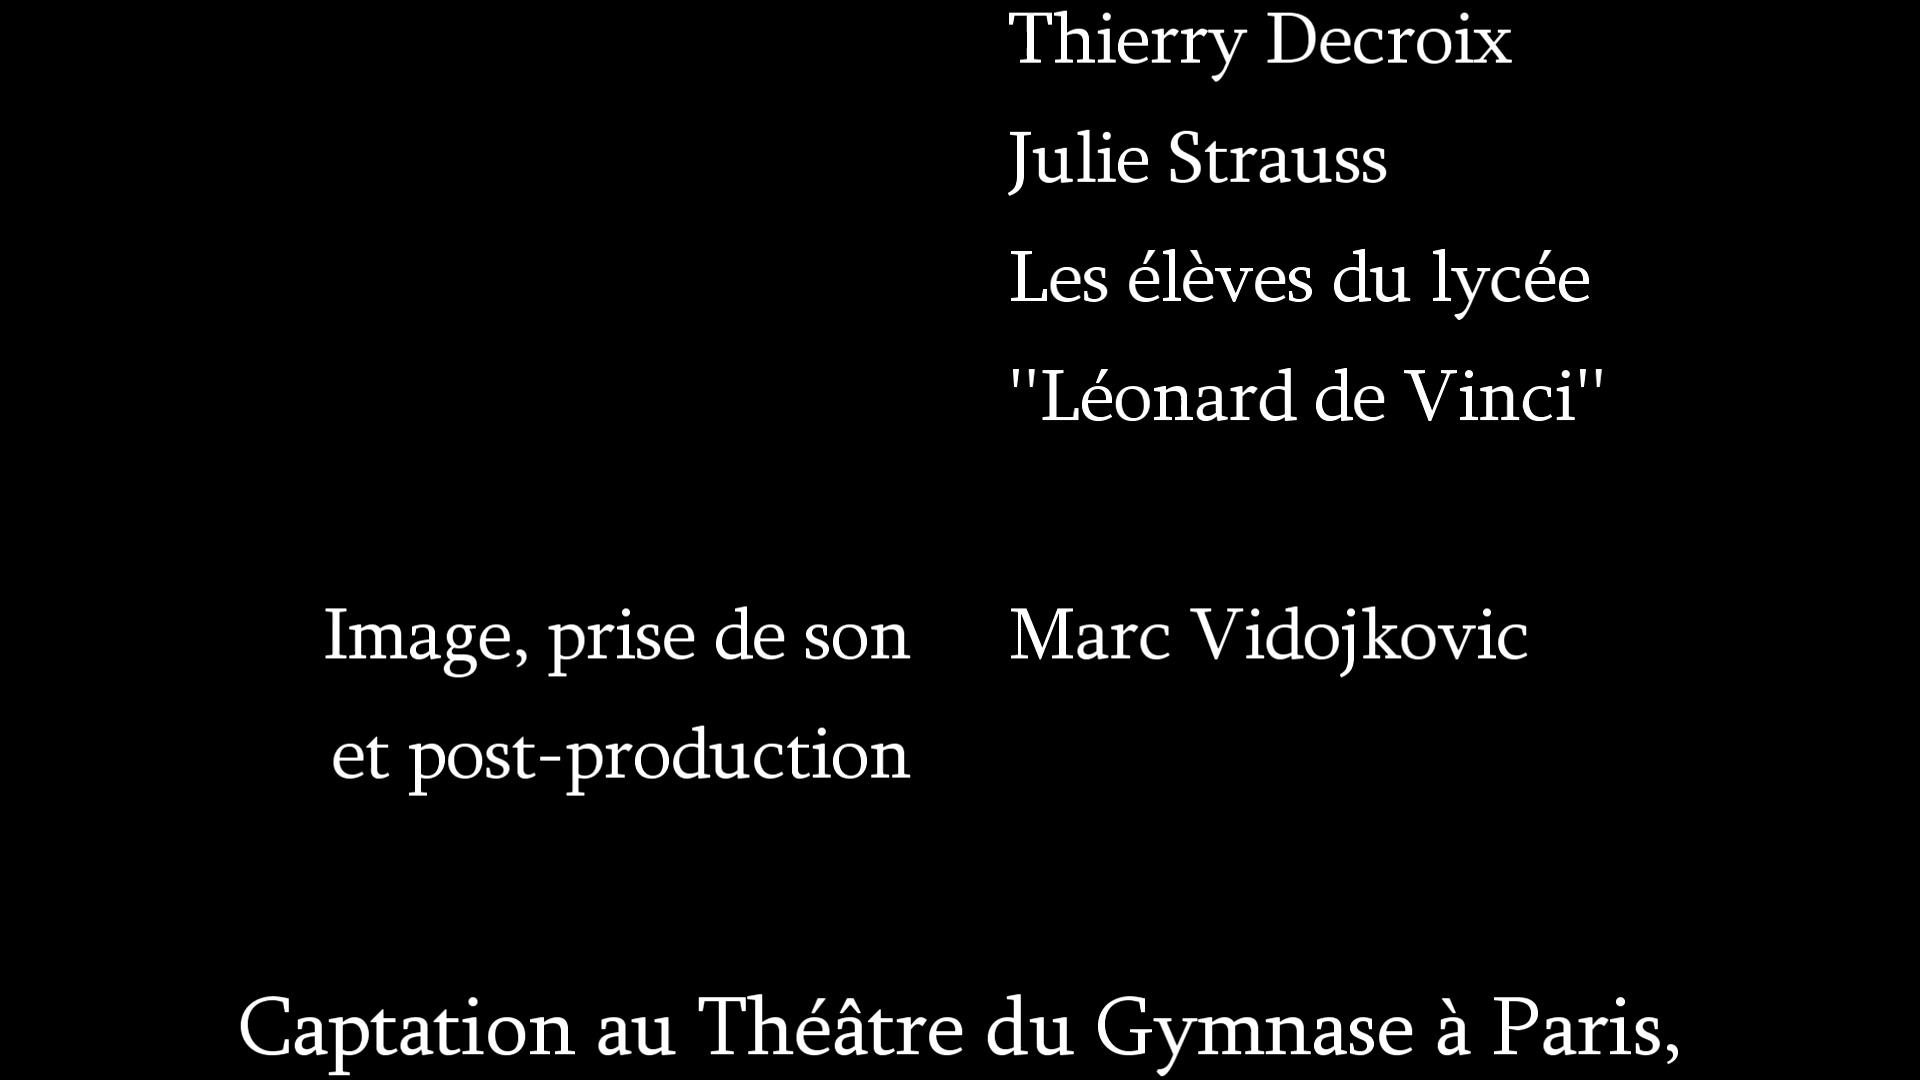 Thierry Decroix
Julie Strauss
Les élèves du lycée
"Léonard de Vinci"
Image, prise de son Marc Vidojkovic
et post-production
Captation au Théâtre du Gymnase à Paris,